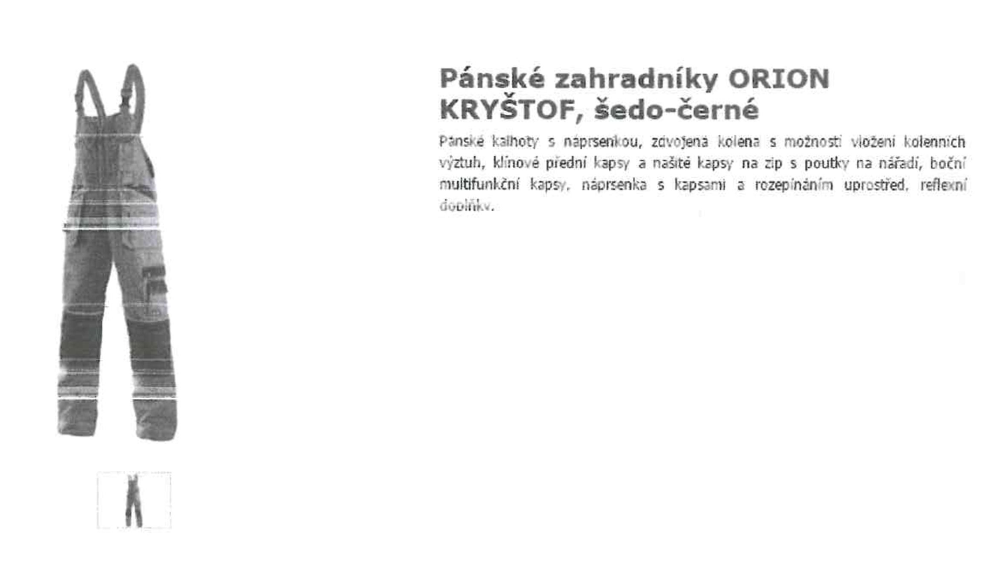 Pánské zahradníky ORION
KRYŠTOF, šedo-černé
Pánské kalhoty s náprsenkou, zdvojená kolena s možností vložení kolenních
výztuh, klínové přední kapsy a našité kapsy na zip s poutky na nářadí, boční
multifunkční kapsy, náprsenka s kapsami a rozepínáním uprostřed, reflexní
doplňky.